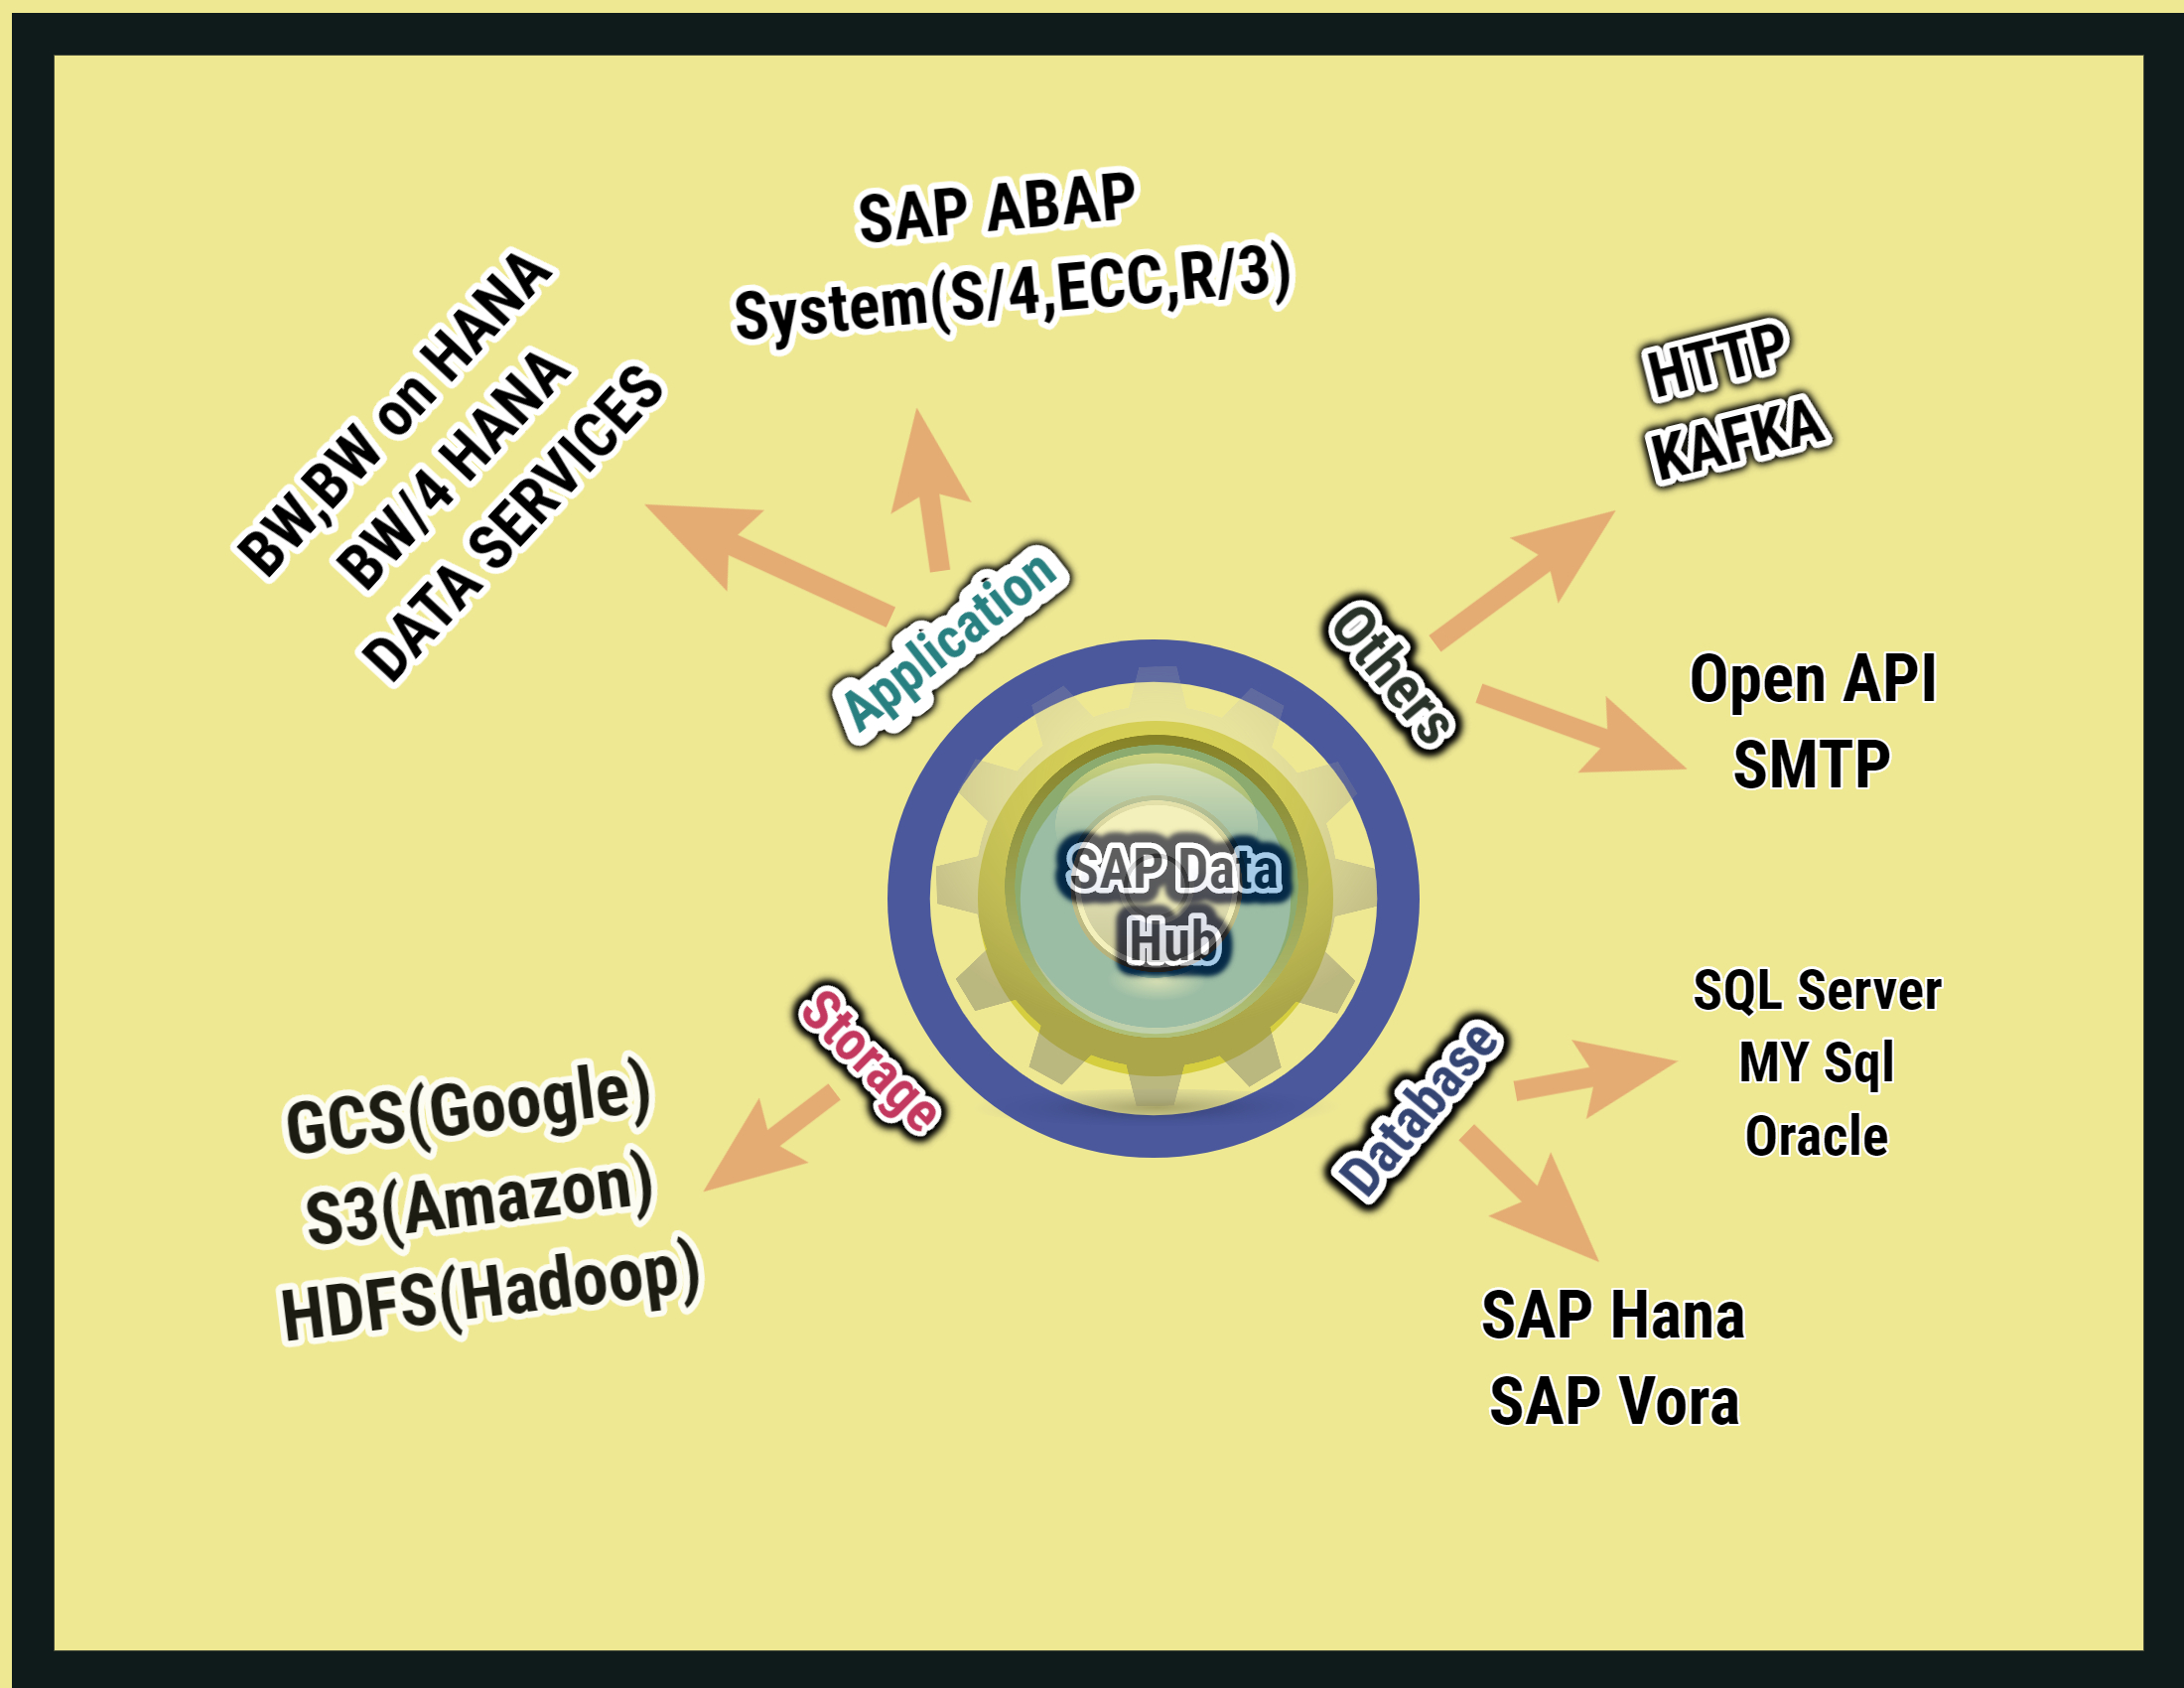 SAP ABAP
System(S/4,ECC,R/3)
BW,BW on HANA
BW/4 HANA
DATA SERVICES
HTTP
KAFKA
Application
Others
Open API
SMTP
SAP Data
Hub
Storage
Database
SQL Server
MY Sql
Oracle
GCS(Google)
S3(Amazon)
HDFS(Hadoop)
SAP Hana
SAP Vora